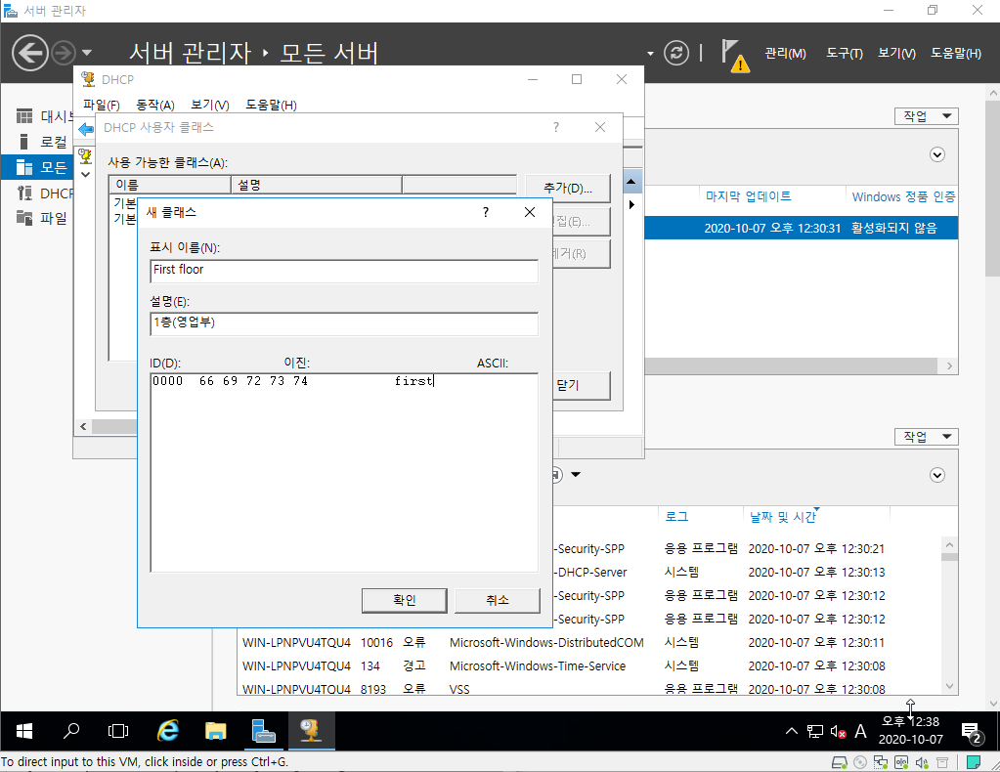 서버 관리자
서버 관리자 · 모든 서버
관리(M) 도구(T) 보기(V) 도움말(H)
DHCP
파일(F) 동작(A) 보기(V) 도움말(H)
대시보
로컬
모든
DHCP
파일
DHCP 사용자 클래스
사용 가능한 클래스(A):
이름 설명
기본
기본
추가(D)...
집(E)...
제거(R)
닫기
새 클래스
표시 이름(N):
First floor
설명(E):
1층(영업부)
ID(D): 이진: ASCII:
0000 66 69 72 73 74 first
확인 취소
작업
마지막 업데이트 Windows 정품 인증
2020-10-07 오후 12:30:31 활성화되지 않음
작업
로그 날짜 및 시간
-Security-SPP 응용 프로그램 2020-10-07 오후 12:30:21
-DHCP-Server 시스템 2020-10-07 오후 12:30:13
-Security-SPP 응용 프로그램 2020-10-07 오후 12:30:12
-Security-SPP 응용 프로그램 2020-10-07 오후 12:30:12
WIN-LPNPVU4TQU4 10016 오류 Microsoft-Windows-DistributedCOM 시스템 2020-10-07 오후 12:30:11
WIN-LPNPVU4TQU4 134 경고 Microsoft-Windows-Time-Service 시스템 2020-10-07 오후 12:30:08
WIN-LPNPVU4TQU4 8193 오류 VSS 응용 프로그램 2020-10-07 오후 12:30:08
A
오후 12:38
2020-10-07
2
To direct input to this VM, click inside or press Ctrl+G.